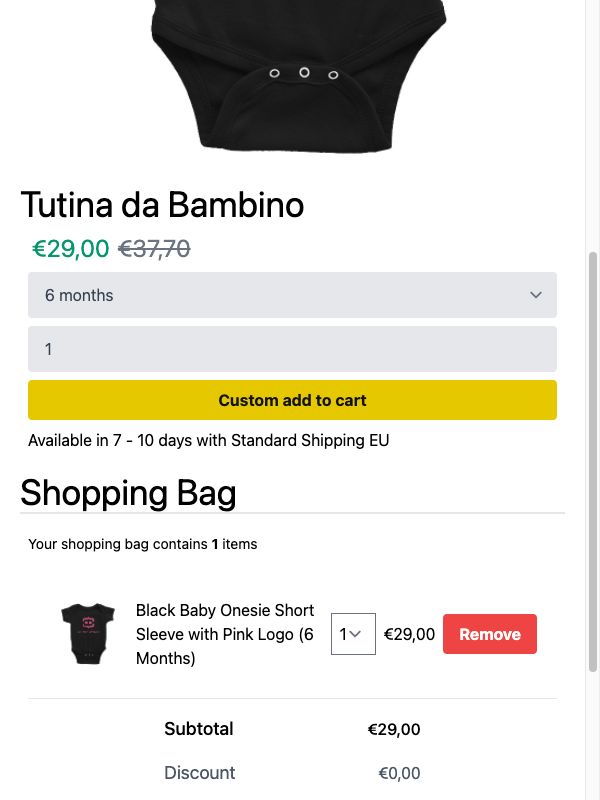 Tutina da Bambino
€29,00 €37,70
6 months
1
Custom add to cart
Available in 7 - 10 days with Standard Shipping EU
Shopping Bag
Your shopping bag contains 1 items
Black Baby Onesie Short
Sleeve with Pink Logo (6
Months)
1
€29,00
Remove
Subtotal €29,00
Discount €0,00